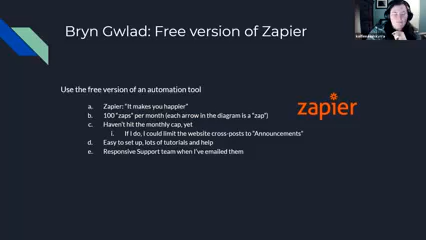 Bryn Gwlad: Free version of Zapier
Use the free version of an automation tool
a. Zapier: "It makes you happier"
b. 100 "zaps" per month (each arrow in the diagram is a "zap")
c. Haven't hit the monthly cap, yet
i. If I do, I could limit the website cross-posts to "Announcements"
d. Easy to set up, lots of tutorials and help
e. Responsive Support team when I've emailed them
zapier